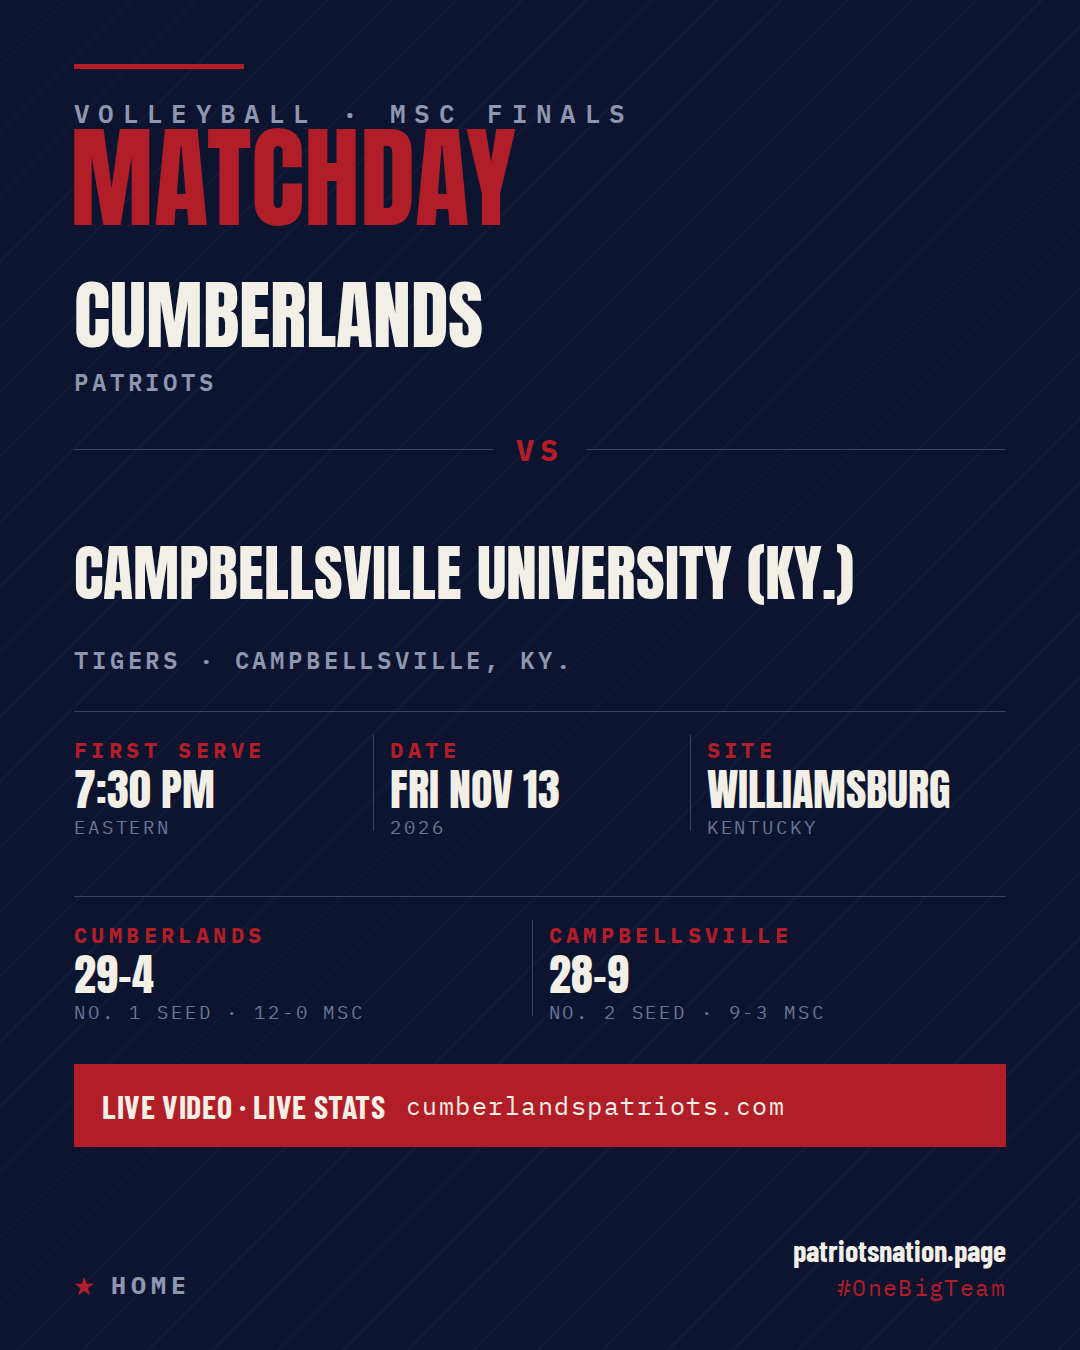 VOLLEYBALL · MSC FINALS
MATCHDAY
CUMBERLANDS
PATRIOTS
VS
CAMPBELLSVILLE UNIVERSITY (KY.)
TIGERS · CAMPBELLSVILLE, KY.
FIRST SERVE
7:30 PM
EASTERN
DATE
FRI NOV 13
2026
SITE
WILLIAMSBURG
KENTUCKY
CUMBERLANDS
29-4
NO. 1 SEED · 12-0 MSC
CAMPBELLSVILLE
28-9
NO. 2 SEED · 9-3 MSC
LIVE VIDEO · LIVE STATS cumberlandspatriots.com
★ HOME
patriotsnation.page
#OneBigTeam